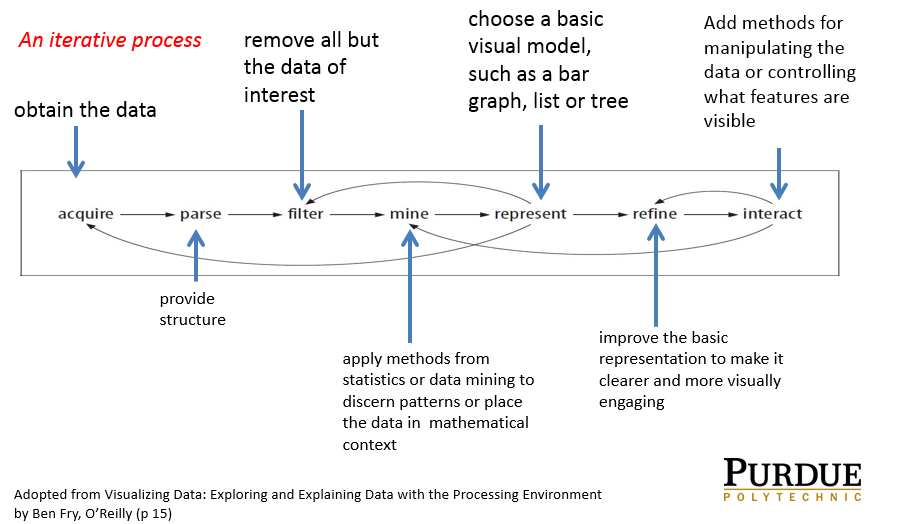 An iterative process
obtain the data
remove all but
the data of
interest
choose a basic
visual model,
such as a bar
graph, list or tree
Add methods for
manipulating the
data or controlling
what features are
visible
acquire parse filter mine represent refine interact
provide
structure
apply methods from
statistics or data mining to
discern patterns or place
the data in mathematical
context
improve the basic
representation to make it
clearer and more visually
engaging
Adopted from Visualizing Data: Exploring and Explaining Data with the Processing Environment
by Ben Fry, O’Reilly (p 15)
PURDUE
POLYTECHNIC